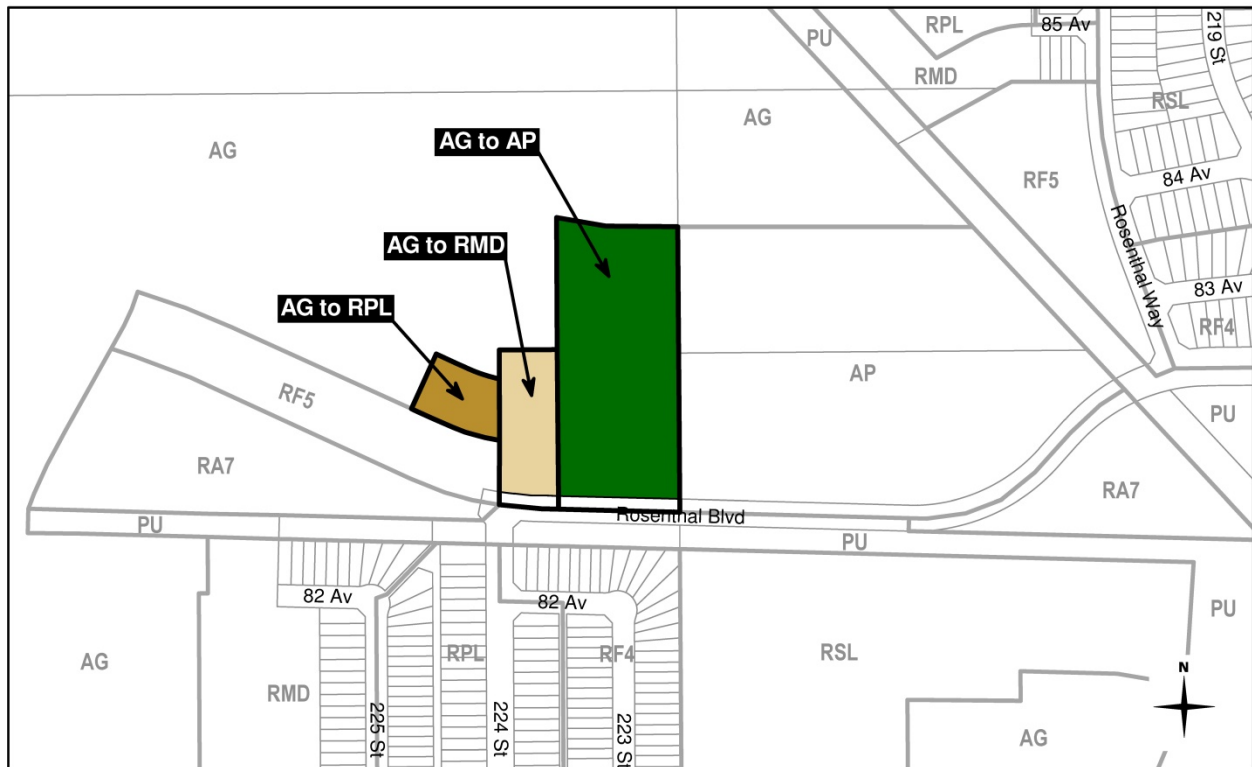 RPL
85 Av
219 St
PU
RMD
RSL
AG
AG
AG to AP
84 Av
RF5
AG to RMD
Rosenthal Way
83 Av
AG to RPL
RF4
RF5
AP
PU
RA7
RA7
Rosenthal Blvd
PU
PU
82 Av
82 Av
PU
AG
RPL
RF4
RSL
RMD
N
225 St
224 St
223 St
AG